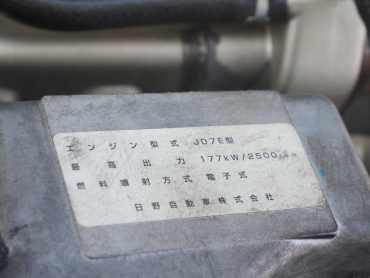 エンジン型式 J07E型
最高出力 177kW/2500
燃料噴射方式 電子式
日野自動車株式会社